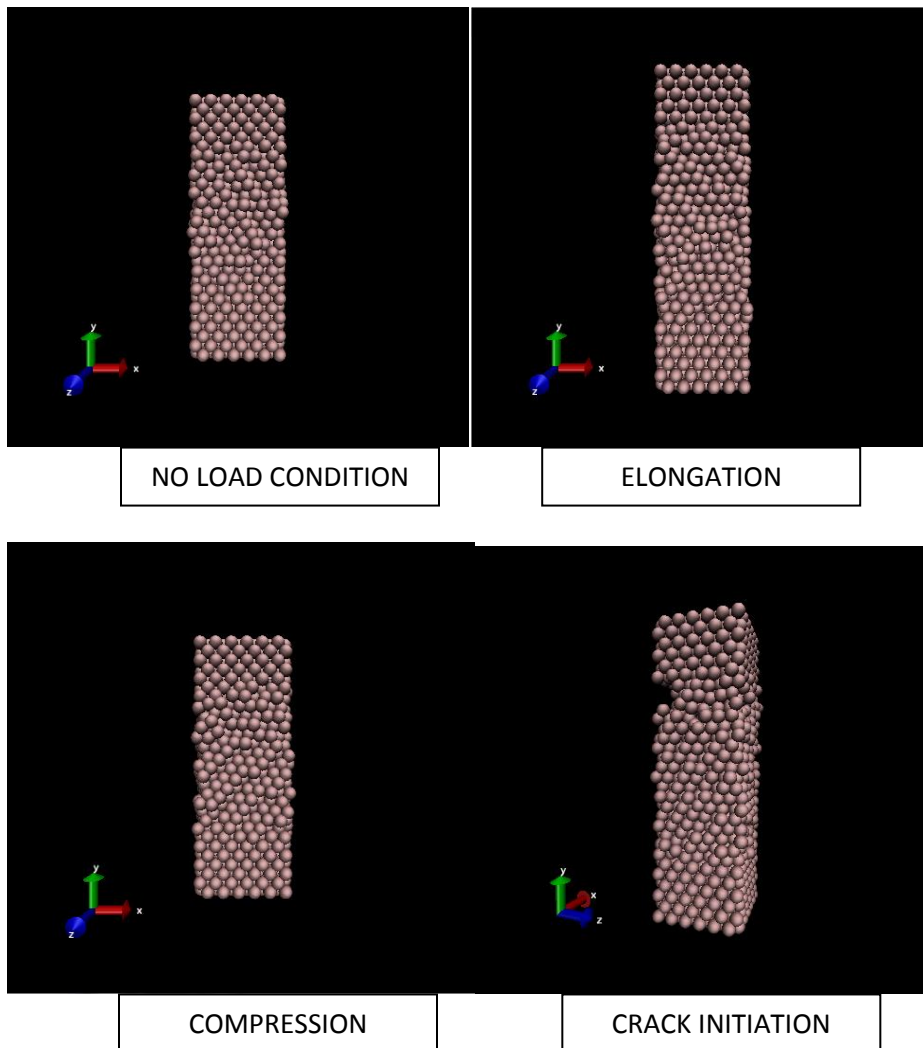 y
x
z
y
x
z
NO LOAD CONDITION
ELONGATION
y
x
z
y
x
z
COMPRESSION
CRACK INITIATION